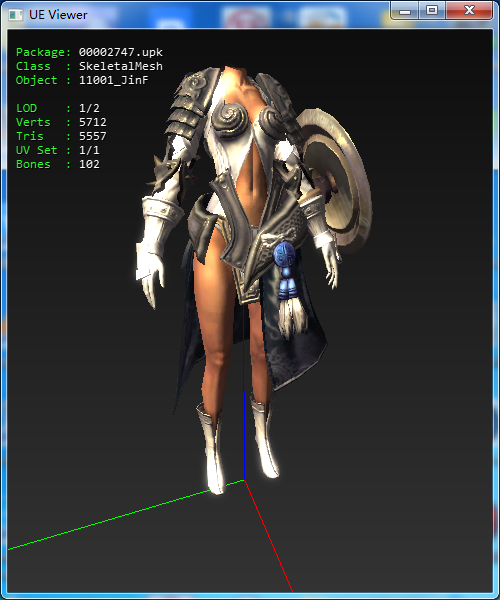 UE Viewer
Package: 00002747.upk
Class : SkeletalMesh
Object : 11001_JinF
LOD : 1/2
Verts : 5712
Tris : 5557
UV Set : 1/1
Bones : 102